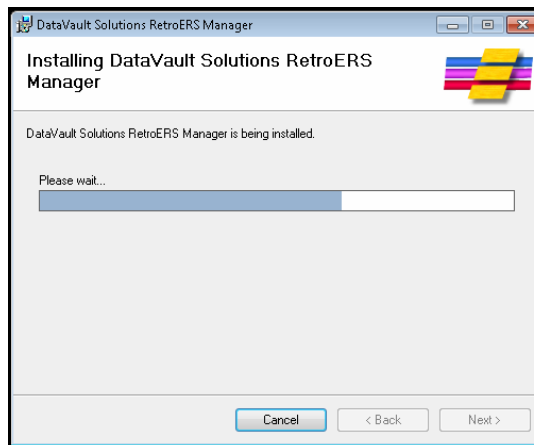 DataVault Solutions RetroERS Manager
Installing DataVault Solutions RetroERS
Manager
DataVault Solutions RetroERS Manager is being installed.
Please wait...
Cancel
< Back
Next >